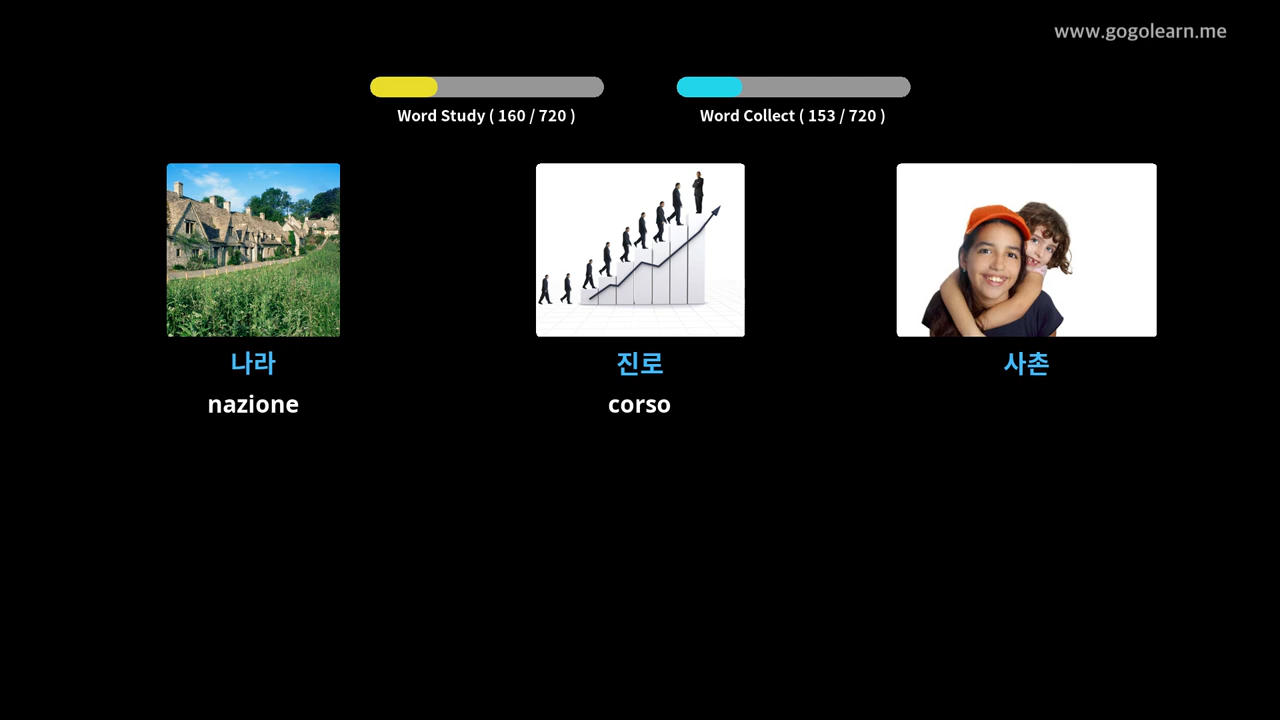 www.gogolearn.me
Word Study ( 160 / 720 )
Word Collect ( 153 / 720 )
나라
진로
사촌
nazione
corso